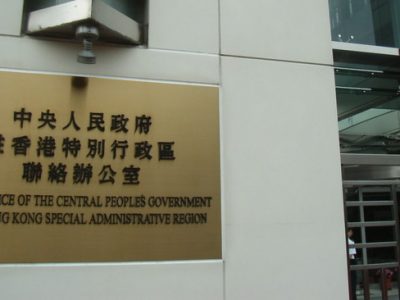 中央人民政府
香港特別行政區
聯絡辦公室
CE OF THE CENTRAL PEOPLE'S GOVERNMENT
KONG SPECIAL ADMINISTRATIVE REGION